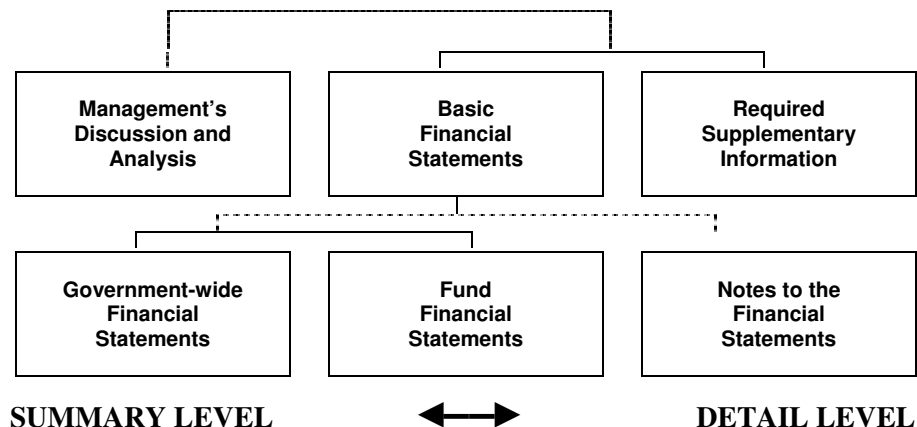 Management’s
Discussion and
Analysis
Basic
Financial
Statements
Required
Supplementary
Information
Government-wide
Financial
Statements
Fund
Financial
Statements
Notes to the
Financial
Statements
SUMMARY LEVEL
DETAIL LEVEL